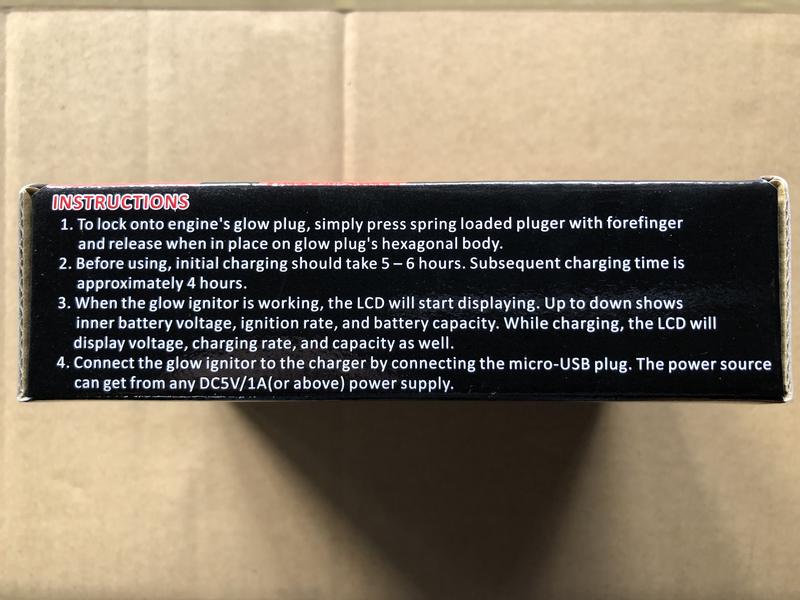 INSTRUCTIONS
1. To lock onto engine's glow plug, simply press spring loaded pluger with forefinger
and release when in place on glow plug's hexagonal body.
2. Before using, initial charging should take 5 – 6 hours. Subsequent charging time is
approximately 4 hours.
3. When the glow ignitor is working, the LCD will start displaying. Up to down shows
inner battery voltage, ignition rate, and battery capacity. While charging, the LCD will
display voltage, charging rate, and capacity as well.
4. Connect the glow ignitor to the charger by connecting the micro-USB plug. The power source
can get from any DC5V/1A(or above) power supply.